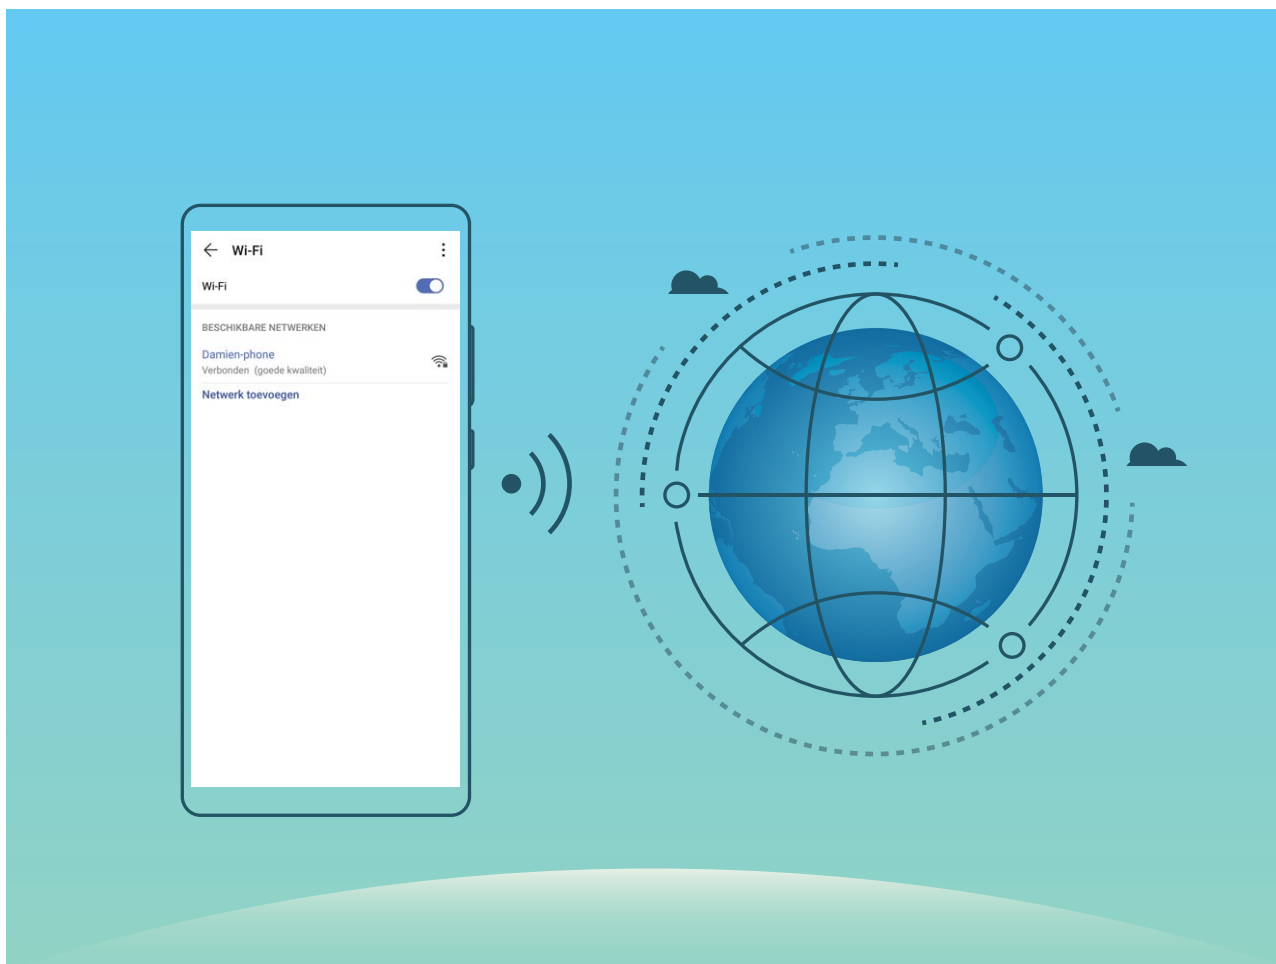 Wi-Fi
Wi-Fi
BESCHIKBARE NETWERKEN
Damien-phone
Verbonden (goede kwaliteit)
Netwerk toevoegen